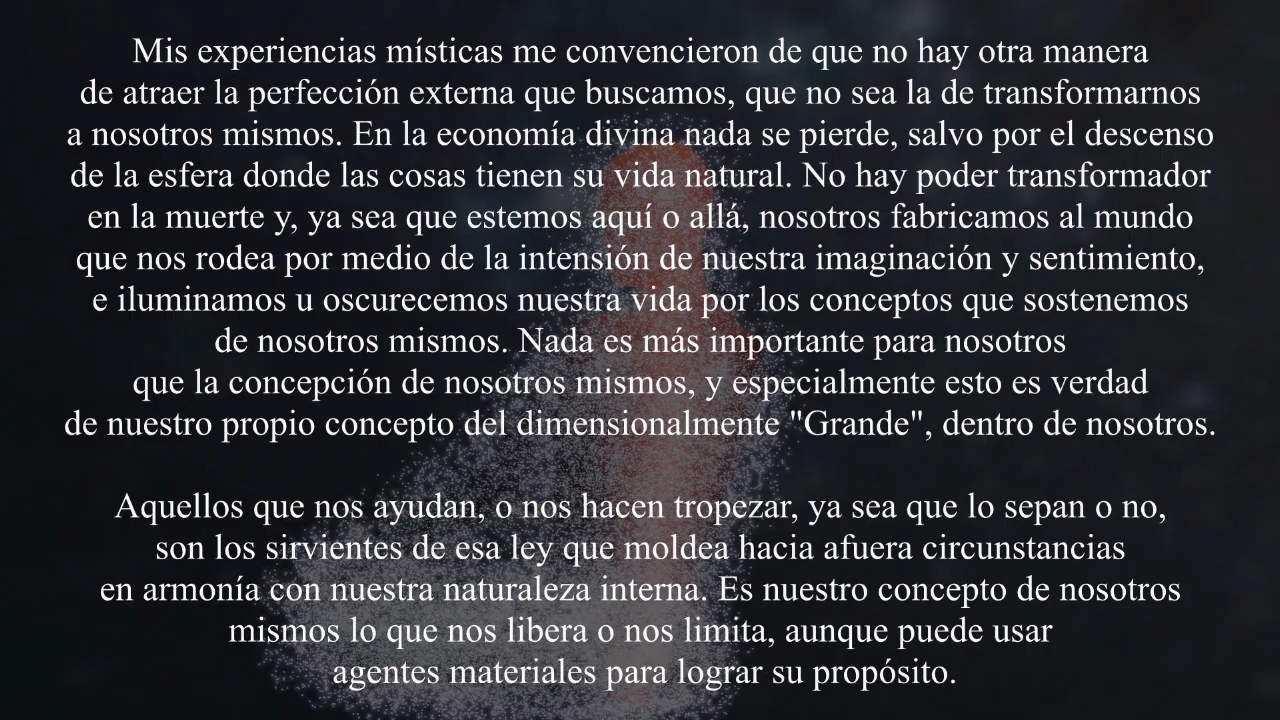 Mis experiencias místicas me convencieron de que no hay otra manera
de atraer la perfección externa que buscamos, que no sea la de transformarnos
a nosotros mismos. En la economía divina nada se pierde, salvo por el descenso
de la esfera donde las cosas tienen su vida natural. No hay poder transformador
en la muerte y, ya sea que estemos aquí o allá, nosotros fabricamos al mundo
que nos rodea por medio de la intensión de nuestra imaginación y sentimiento,
e iluminamos u oscurecemos nuestra vida por los conceptos que sostenemos
de nosotros mismos. Nada es más importante para nosotros
que la concepción de nosotros mismos, y especialmente esto es verdad
de nuestro propio concepto del dimensionalmente "Grande", dentro de nosotros.
Aquellos que nos ayudan, o nos hacen tropezar, ya sea que lo sepan o no,
son los sirvientes de esa ley que moldea hacia afuera circunstancias
en armonía con nuestra naturaleza interna. Es nuestro concepto de nosotros
mismos lo que nos libera o nos limita, aunque puede usar
agentes materiales para lograr su propósito.